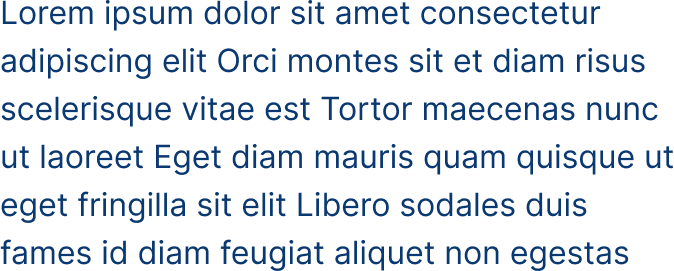 Lorem ipsum dolor sit amet consectetur
adipiscing elit Orci montes sit et diam risus
scelerisque vitae est Tortor maecenas nunc
ut laoreet Eget diam mauris quam quisque ut
eget fringilla sit elit Libero sodales duis
fames id diam feugiat aliquet non egestas